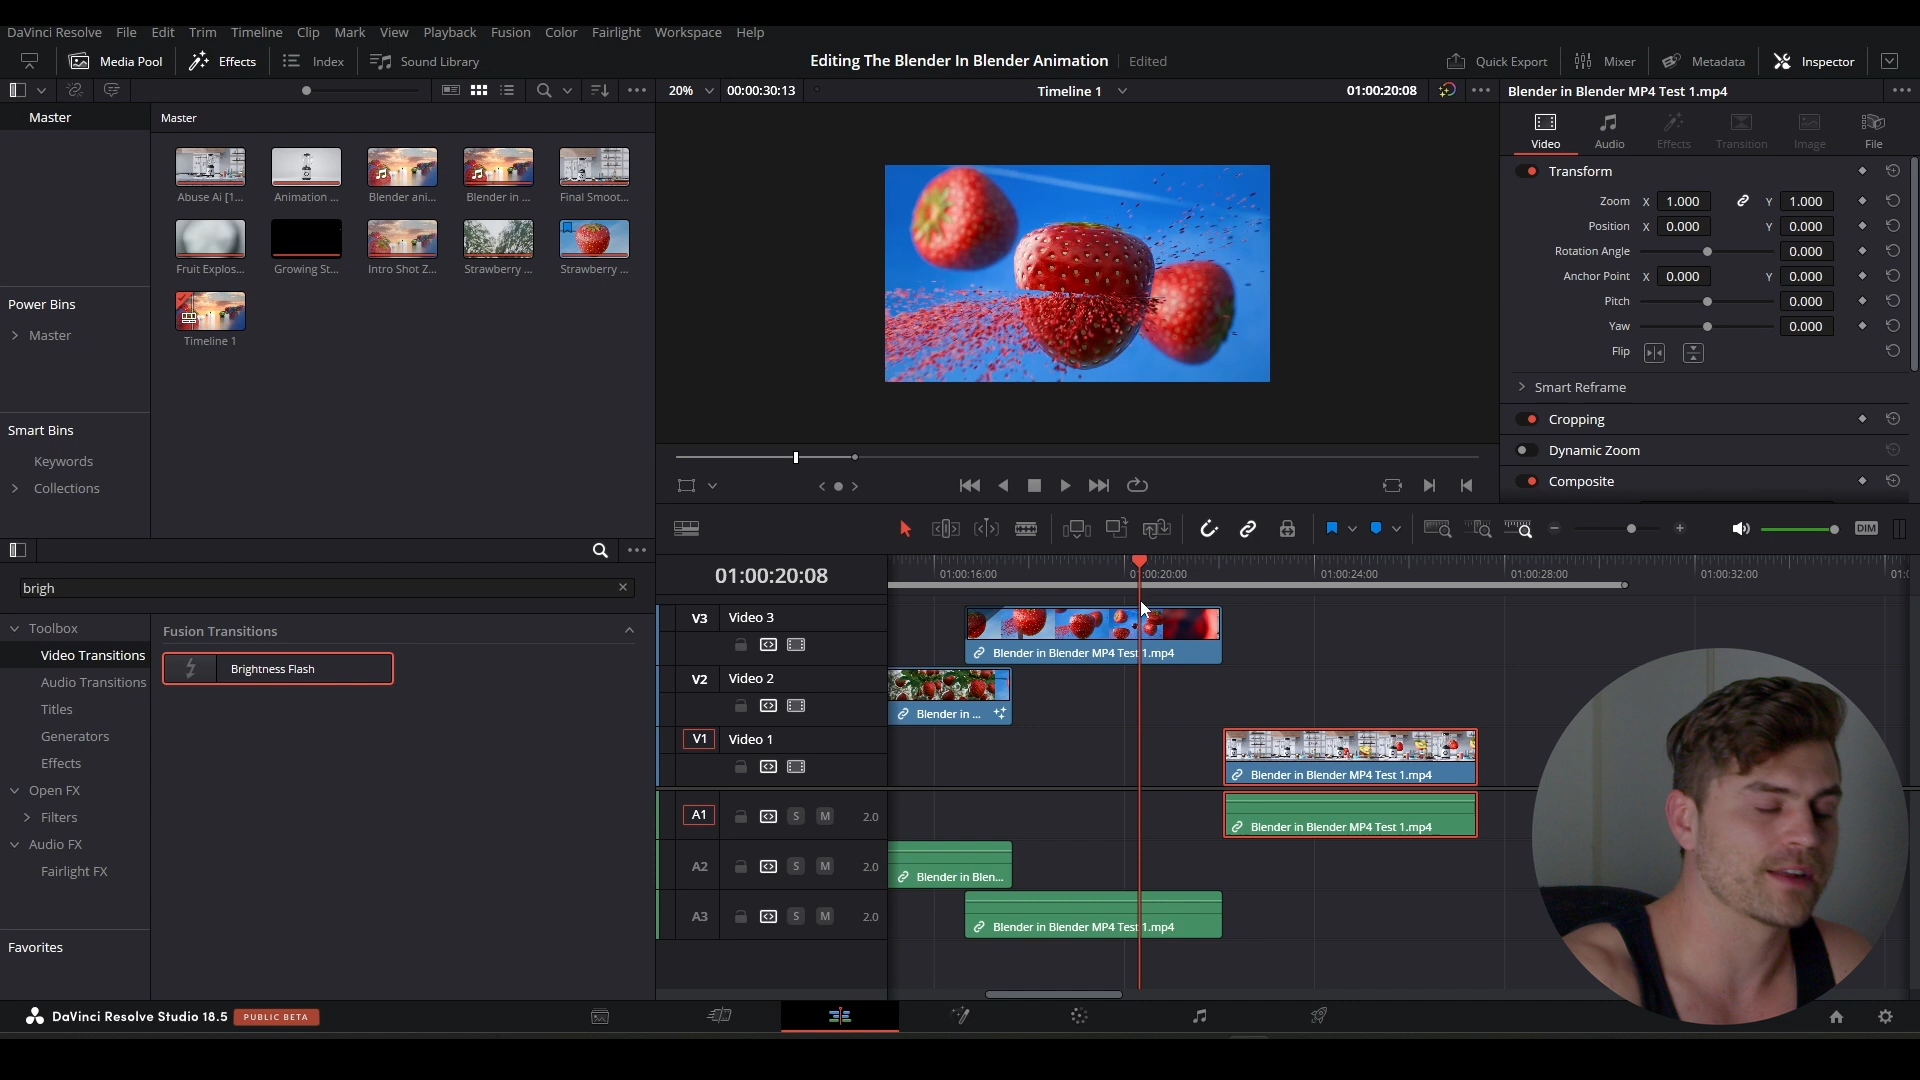 DaVinci Resolve File Edit Trim Timeline Clip Mark View Playback Fusion Color Fairlight Workspace Help
Media Pool Effects Index Sound Library
Editing The Blender In Blender Animation Edited
Quick Export Mixer Metadata Inspector
20% 00:00:30:13 Timeline 1 01:00:20:08
Blender in Blender MP4 Test 1.mp4
Master
Master
Abuse Ai [1... Animation ... Blender ani... Blender in ... Final Smoot...
Fruit Explos... Growing St... Intro Shot Z... Strawberry ... Strawberry ...
Timeline 1
Power Bins
Master
Smart Bins
Keywords
Collections
Video Audio Effects Transition Image File
Transform
Zoom X 1.000 Y 1.000
Position X 0.000 Y 0.000
Rotation Angle 0.000
Anchor Point X 0.000 Y 0.000
Pitch 0.000
Yaw 0.000
Flip
Smart Reframe
Cropping
Dynamic Zoom
Composite
brigh
Toolbox
Video Transitions
Audio Transitions
Titles
Generators
Effects
Open FX
Filters
Audio FX
Fairlight FX
Favorites
Fusion Transitions
Brightness Flash
DIM
01:00:20:08
01:00:16:00 01:00:20:00 01:00:24:00 01:00:28:00 01:00:32:00
V3 Video 3
Blender in Blender MP4 Test 1.mp4
V2 Video 2
Blender in ...
V1 Video 1
Blender in Blender MP4 Test 1.mp4
A1 S M 2.0
Blender in Blender MP4 Test 1.mp4
A2 S M 2.0
Blender in Blen...
A3 S M 2.0
Blender in Blender MP4 Test 1.mp4
DaVinci Resolve Studio 18.5 PUBLIC BETA